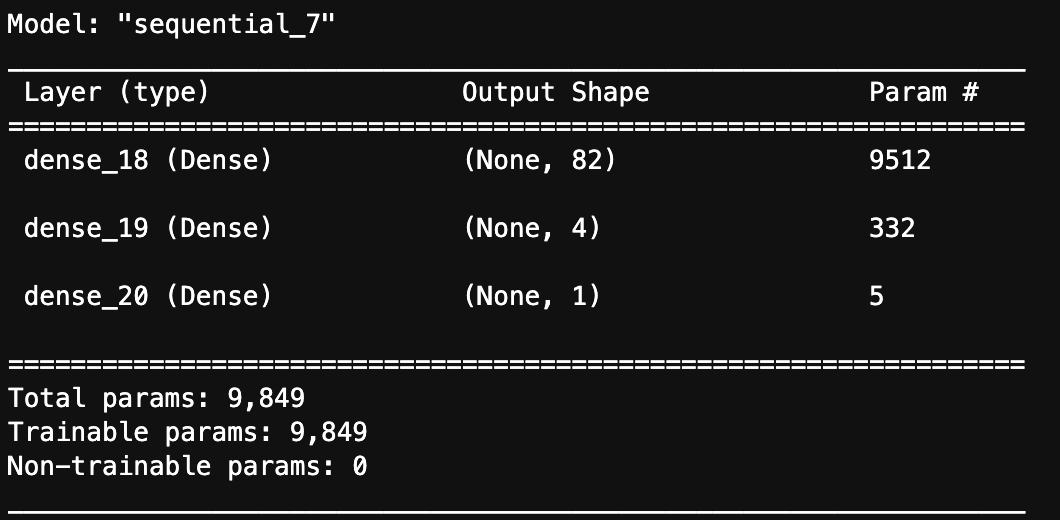 Model: "sequential_7"
Layer (type) Output Shape Param #
dense_18 (Dense) (None, 82) 9512
dense_19 (Dense) (None, 4) 332
dense_20 (Dense) (None, 1) 5
Total params: 9,849
Trainable params: 9,849
Non-trainable params: 0